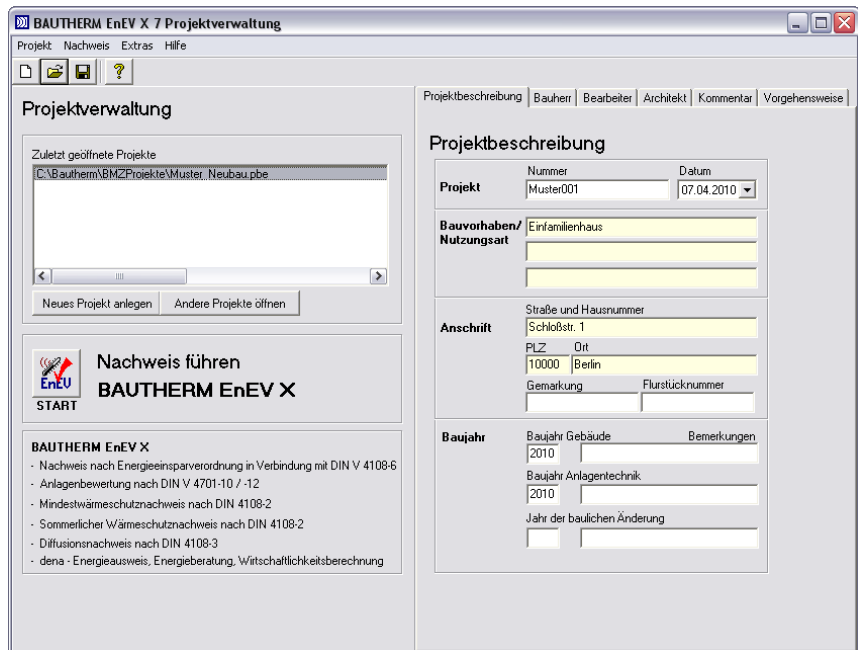 BAUTHERM EnEV X 7 Projektverwaltung
Projekt Nachweis Extras Hilfe
Projektverwaltung
Zuletzt geöffnete Projekte
C:\Bautherm\BMZProjekte\Muster_Neubau.pbe
Neues Projekt anlegen Andere Projekte öffnen
EnEV
START
Nachweis führen
BAUTHERM EnEV X
BAUTHERM EnEV X
- Nachweis nach Energieeinsparverordnung in Verbindung mit DIN V 4108-6
- Anlagenbewertung nach DIN V 4701-10 / -12
- Mindestwärmeschutznachweis nach DIN 4108-2
- Sommerlicher Wärmeschutznachweis nach DIN 4108-2
- Diffusionsnachweis nach DIN 4108-3
- dena - Energieausweis, Energieberatung, Wirtschaftlichkeitsberechnung
Projektbeschreibung Bauherr Bearbeiter Architekt Kommentar Vorgehensweise
Projektbeschreibung
Nummer Datum
Projekt Muster001 07.04.2010
Bauvorhaben/ Einfamilienhaus
Nutzungsart
Straße und Hausnummer
Anschrift Schloßstr. 1
PLZ Ort
10000 Berlin
Gemarkung Flurstücknummer
Baujahr Baujahr Gebäude Bemerkungen
2010
Baujahr Anlagentechnik
2010
Jahr der baulichen Änderung